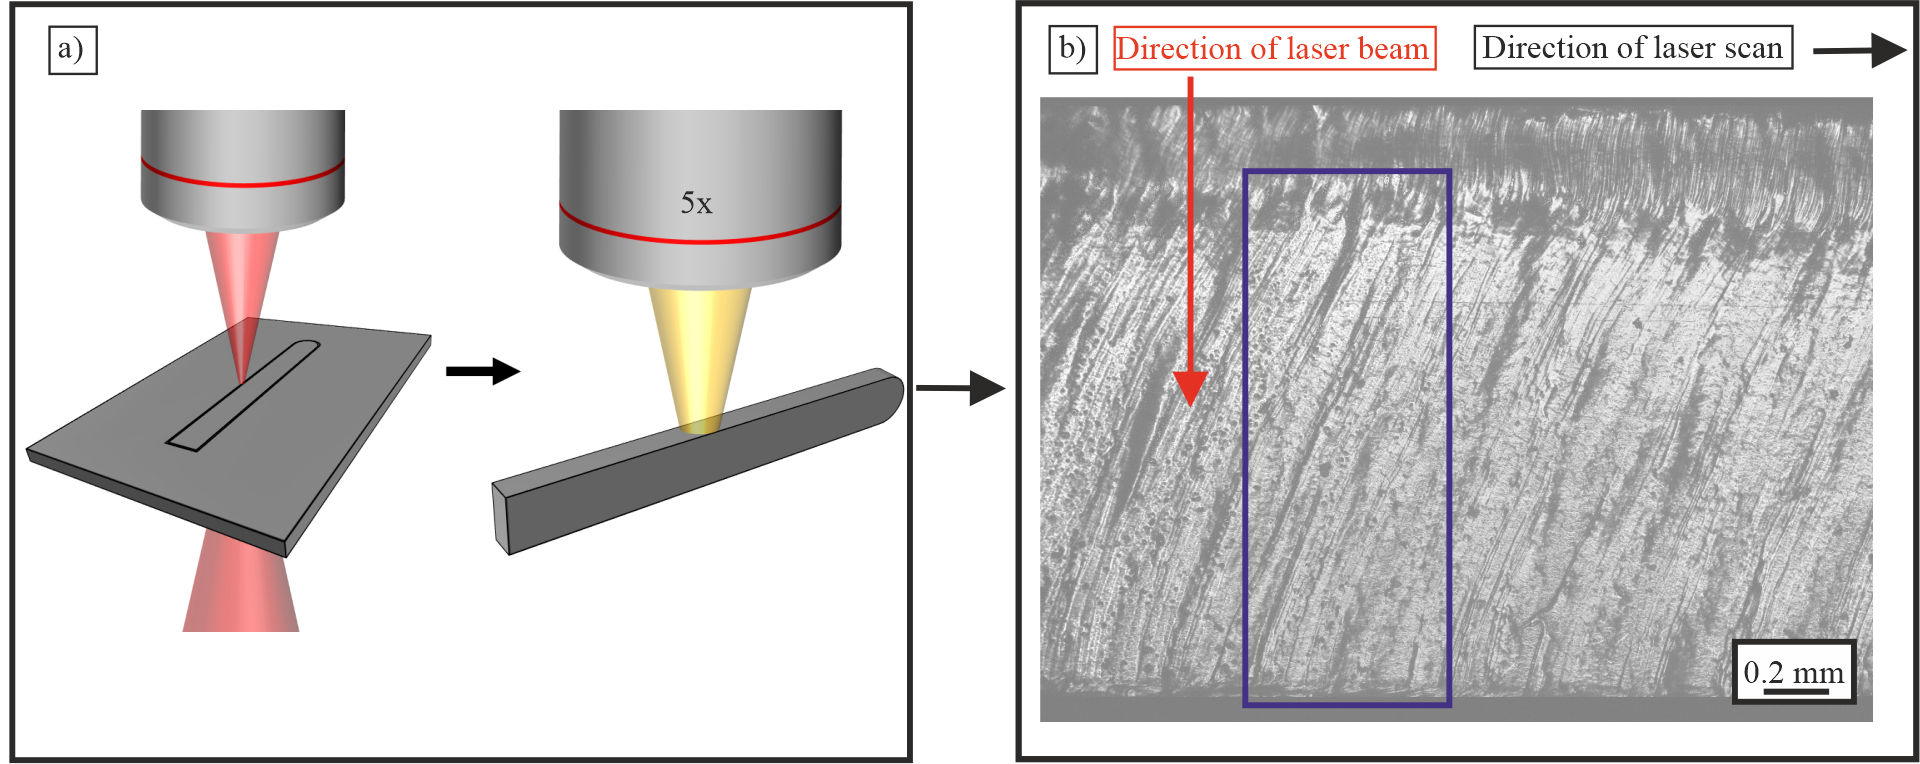 a)
5x
b)
Direction of laser beam
Direction of laser scan
0.2 mm